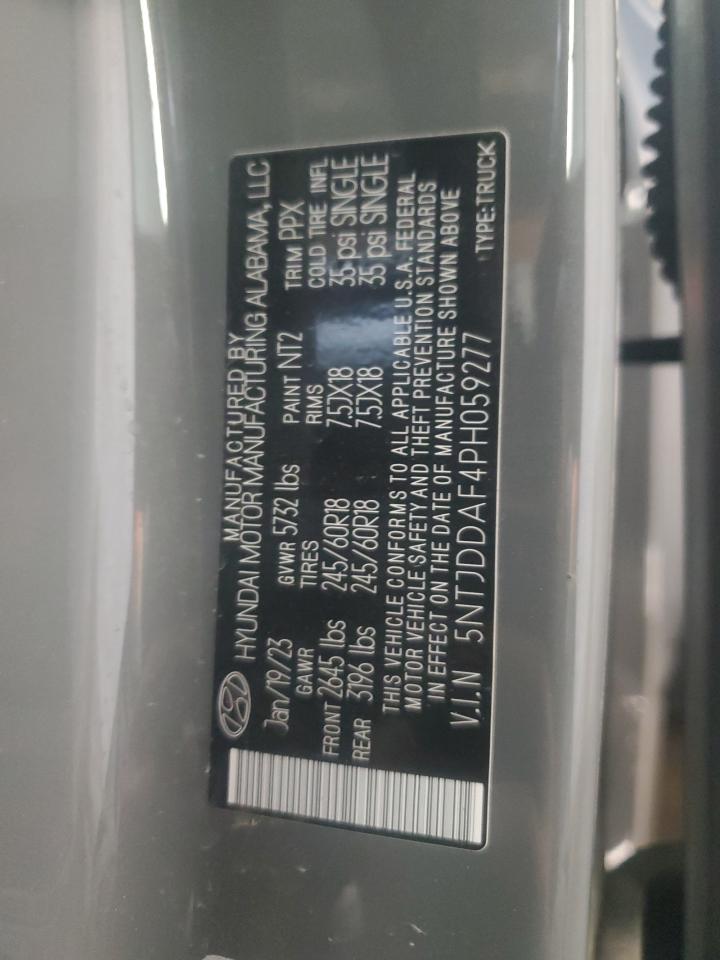 MANUFACTURED BY
HYUNDAI MOTOR MANUFACTURING ALABAMA, LLC
Jan/19/23 GVWR 5732 lbs PAINT NT2 TRIM PPX
GAWR TIRES RIMS COLD TIRE INFL
FRONT 2645 lbs 245/60R18 7.5JX18 35 psi SINGLE
REAR 3196 lbs 245/60R18 7.5JX18 35 psi SINGLE
THIS VEHICLE CONFORMS TO ALL APPLICABLE U.S.A. FEDERAL
MOTOR VEHICLE SAFETY AND THEFT PREVENTION STANDARDS
IN EFFECT ON THE DATE OF MANUFACTURE SHOWN ABOVE
V.I.N 5NTJDDAF4PH059277 TYPE:TRUCK